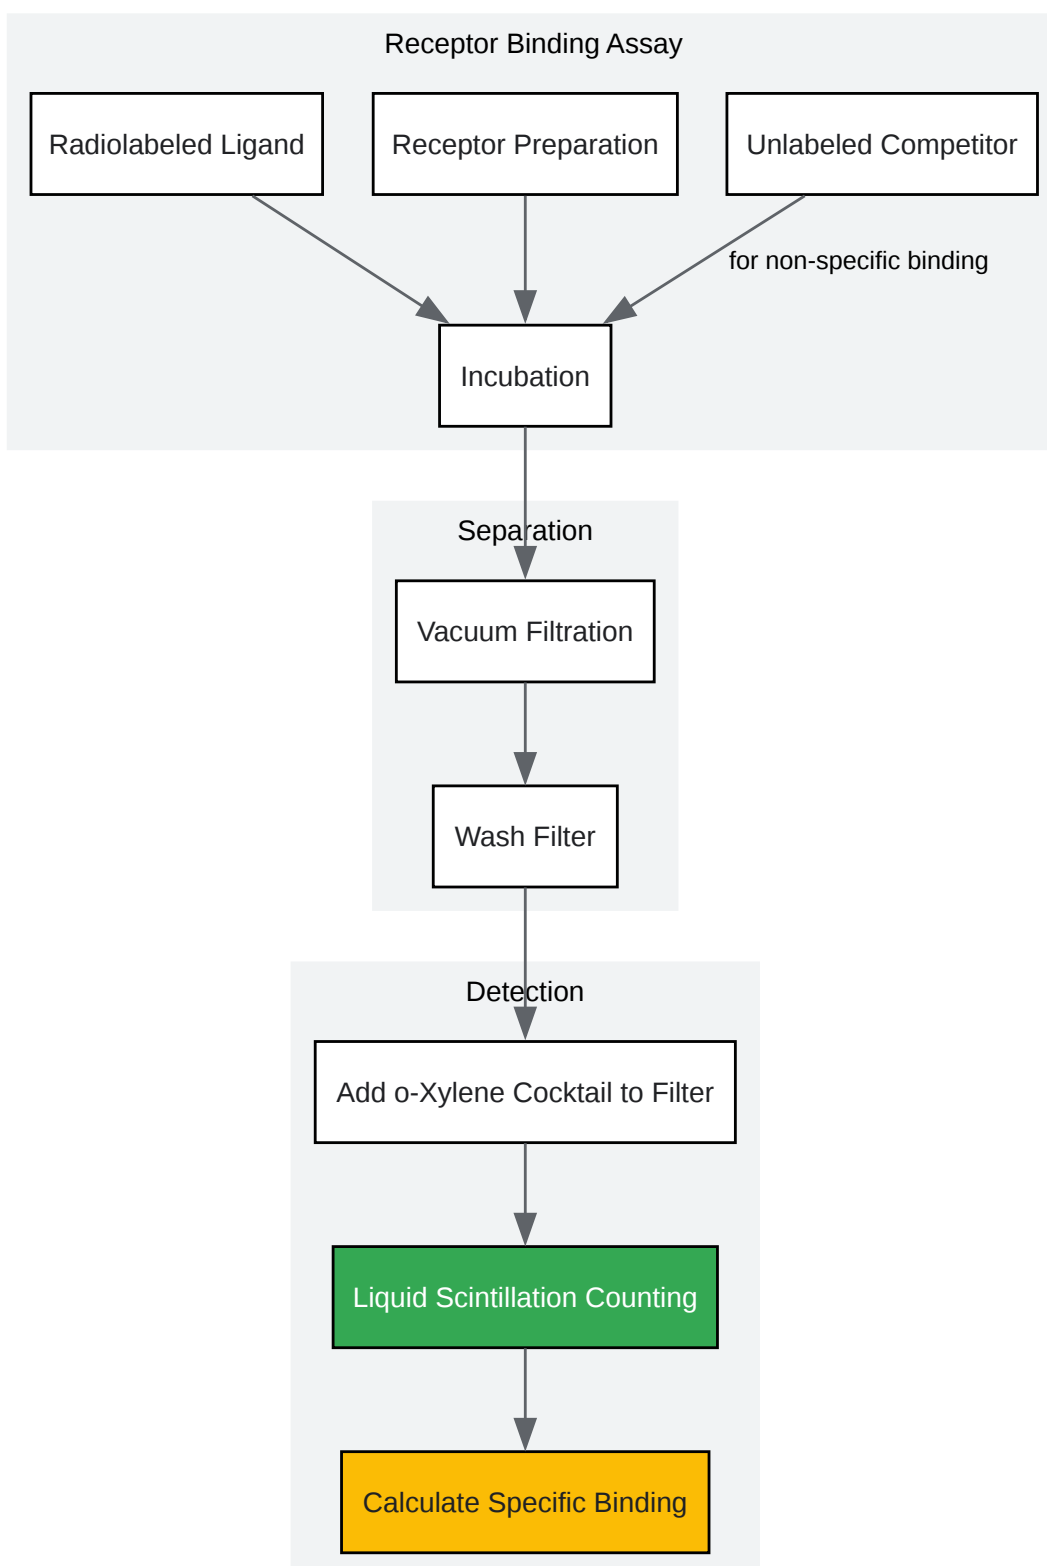 Receptor Binding Assay
Radiolabeled Ligand
Receptor Preparation
Unlabeled Competitor
for non-specific binding
Incubation
Separation
Vacuum Filtration
Wash Filter
Detection
Add o-Xylene Cocktail to Filter
Liquid Scintillation Counting
Calculate Specific Binding